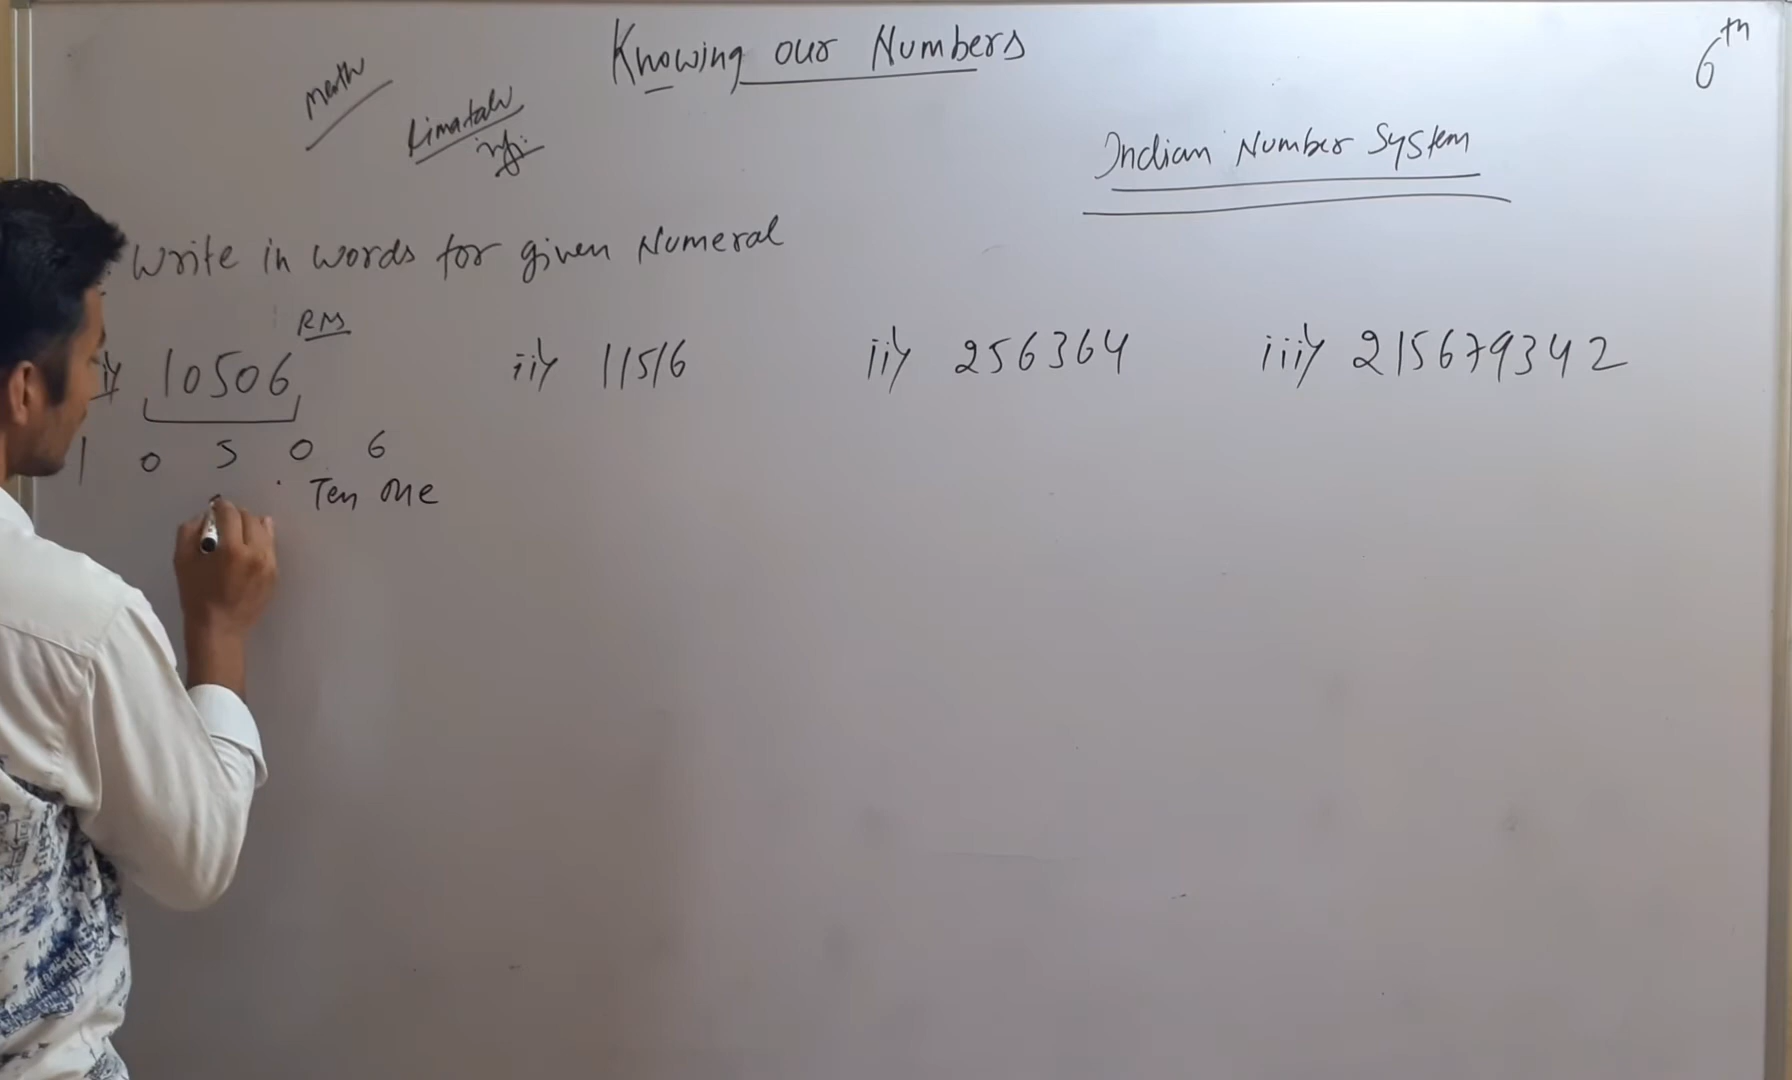 Knowing our Numbers
6th
Math
Indian Number System
Write in words for given Numeral
RM
i) 10506
ii) 11516
ii) 256364
iii) 215679342
1 0 5 0 6
Ten one